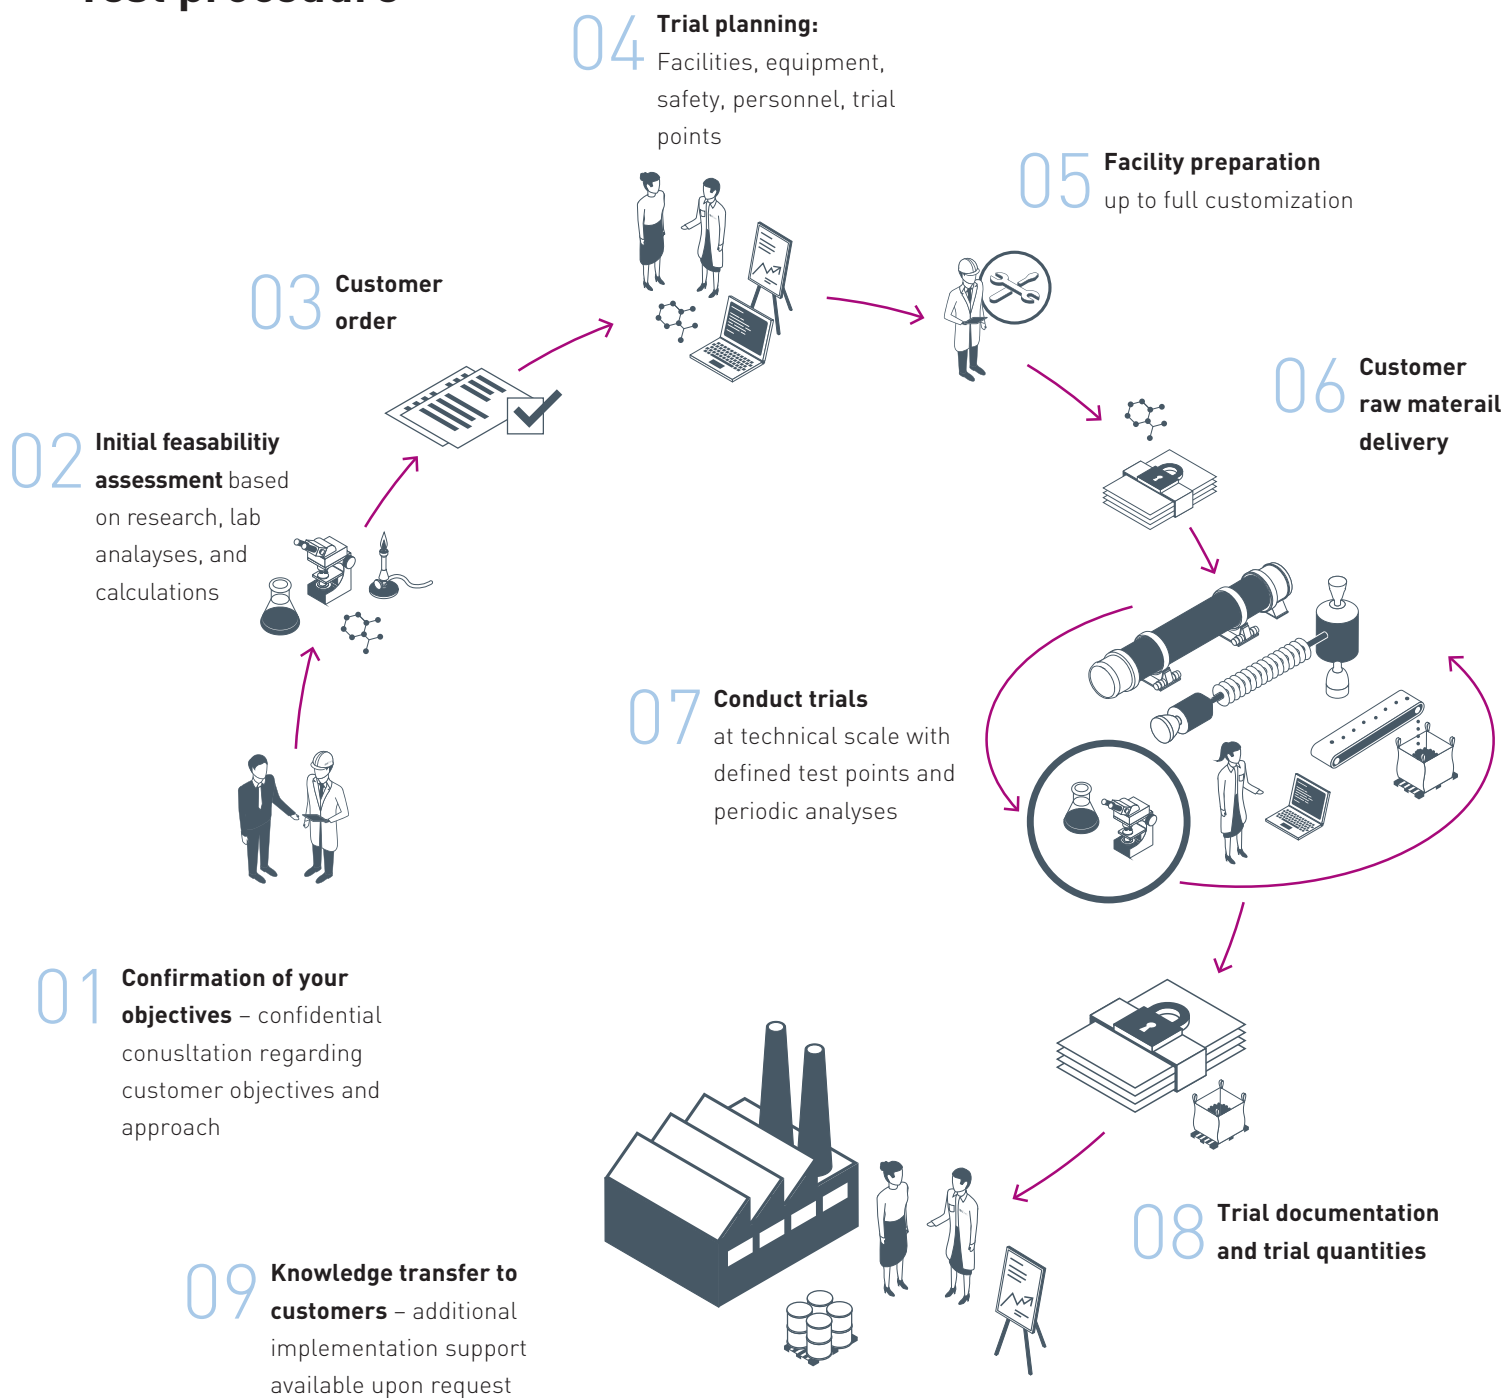 Test procedure
01
Confirmation of your
objectives – confidential
conusltation regarding
customer objectives and
approach
02
Initial feasabilitiy
assessment based
on research, lab
analayses, and
calculations
03
Customer
order
04
Trial planning:
Facilities, equipment,
safety, personnel, trial
points
05
Facility preparation
up to full customization
06
Customer
raw materail
delivery
07
Conduct trials
at technical scale with
defined test points and
periodic analyses
08
Trial documentation
and trial quantities
09
Knowledge transfer to
customers – additional
implementation support
available upon request